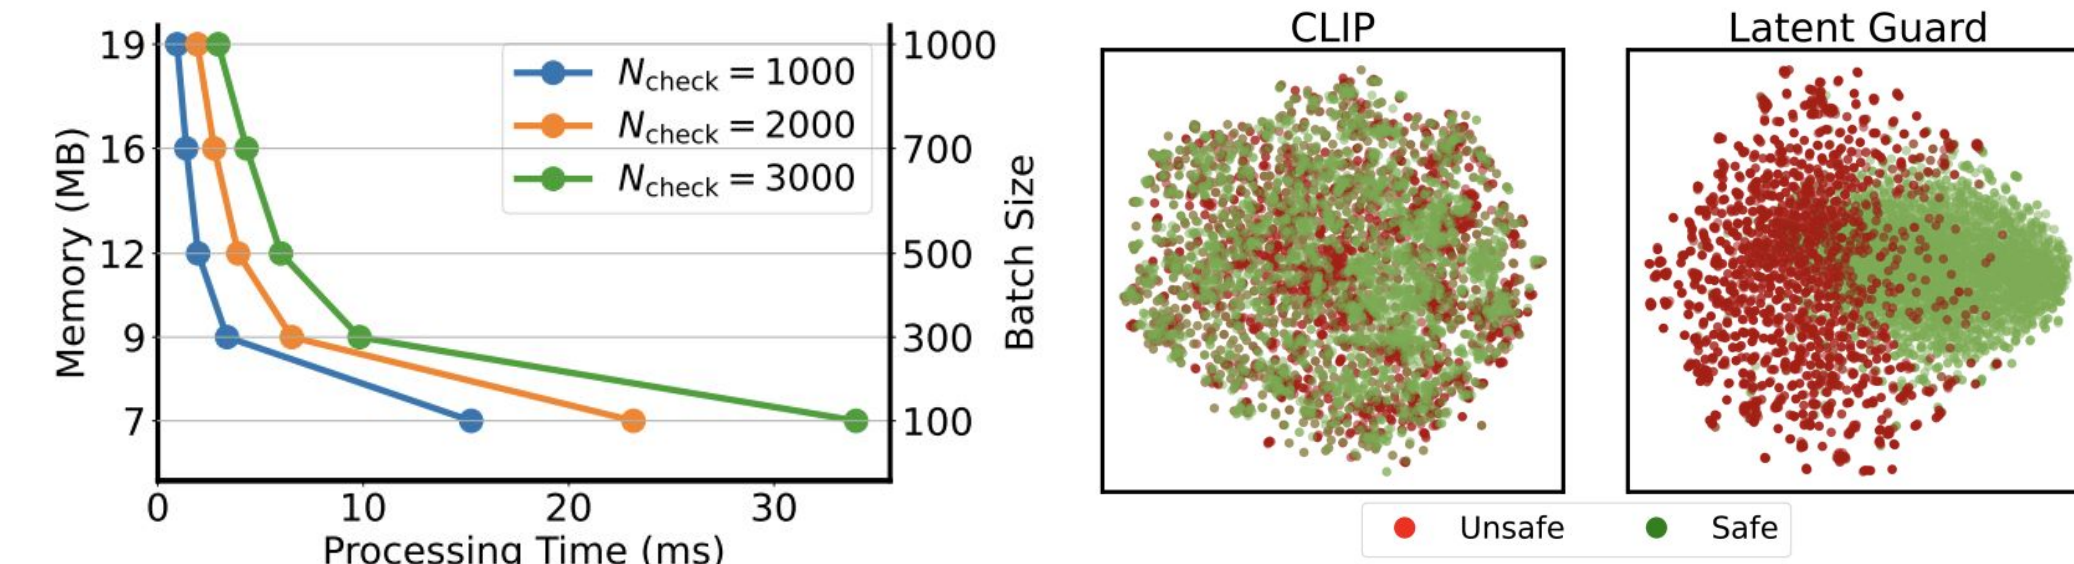 19
16
12
9
7
Memory (MB)
N_check = 1000
N_check = 2000
N_check = 3000
1000
700
500
300
100
Batch Size
0 10 20 30
Processing Time (ms)
CLIP
Latent Guard
Unsafe Safe